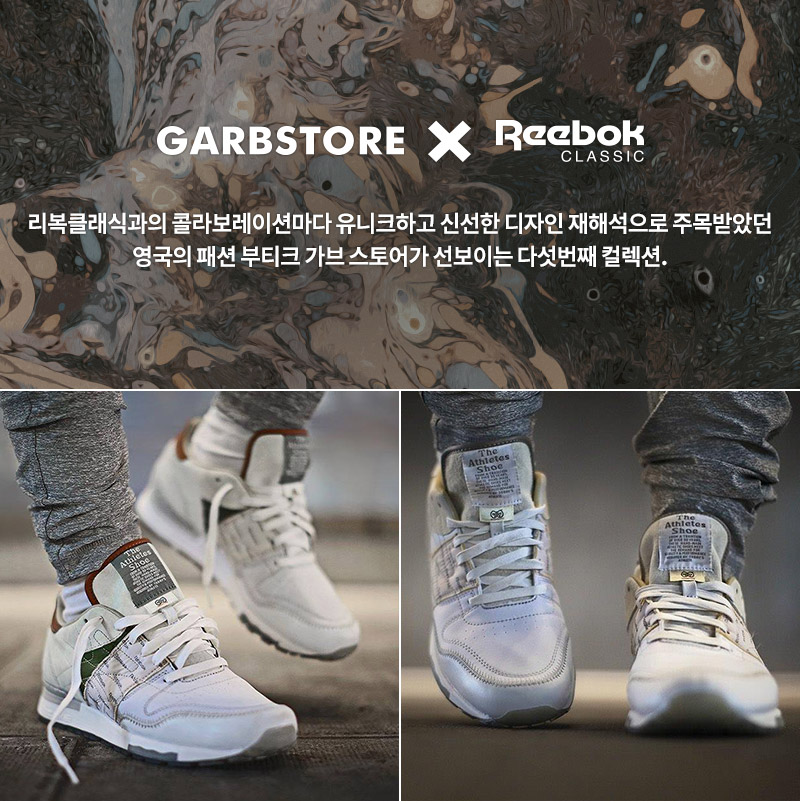 GARBSTORE X Reebok
CLASSIC
리복클래식과의 콜라보레이션마다 유니크하고 신선한 디자인 재해석으로 주목받았던
영국의 패션 부티크 가브 스토어가 선보이는 다섯번째 컬렉션.
The
Athletes
Shoe
The
Athletes
Shoe
The
Athletes
Shoe